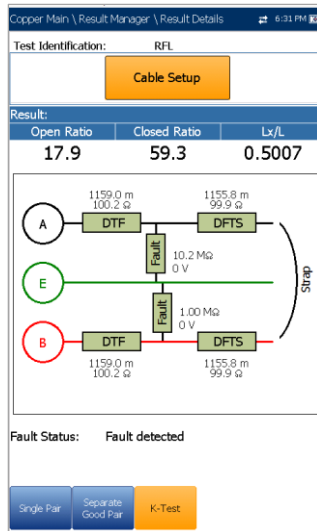 Copper Main \ Result Manager \ Result Details 6:31 PM
Test Identification: RFL
Cable Setup
Result:
Open Ratio Closed Ratio Lx/L
17.9 59.3 0.5007
1159.0 m 1155.8 m
100.2 Ω 99.9 Ω
A DTF DFTS
Fault 10.2 MΩ
0 V
E
Strap
Fault 1.00 MΩ
0 V
B DTF DFTS
1159.0 m 1155.8 m
100.2 Ω 99.9 Ω
Fault Status: Fault detected
Single Pair
Separate
Good Pair
K-Test